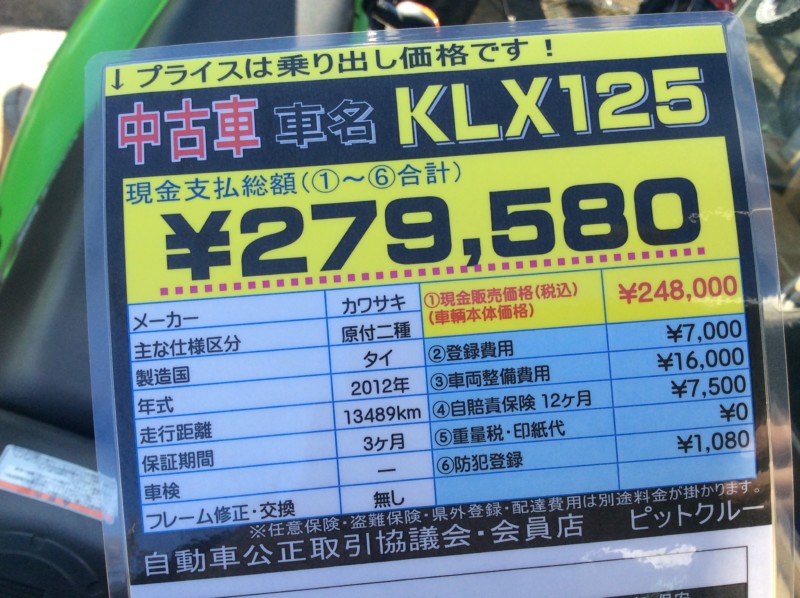 ↓プライスは乗り出し価格です！
中古車 車名 KLX125
現金支払総額(①～⑥合計)
¥279,580
メーカー カワサキ
主な仕様区分 原付二種
製造国 タイ
年式 2012年
走行距離 13489km
保証期間 3ヶ月
車検 ー
フレーム修正・交換 無し
①現金販売価格(税込) ¥248,000
(車輌本体価格)
②登録費用 ¥7,000
③車両整備費用 ¥16,000
④自賠責保険 12ヶ月 ¥7,500
⑤重量税・印紙代 ¥0
⑥防犯登録 ¥1,080
※任意保険・盗難保険・県外登録・配達費用は別途料金が掛かります。
自動車公正取引協議会・会員店 ピットクルー